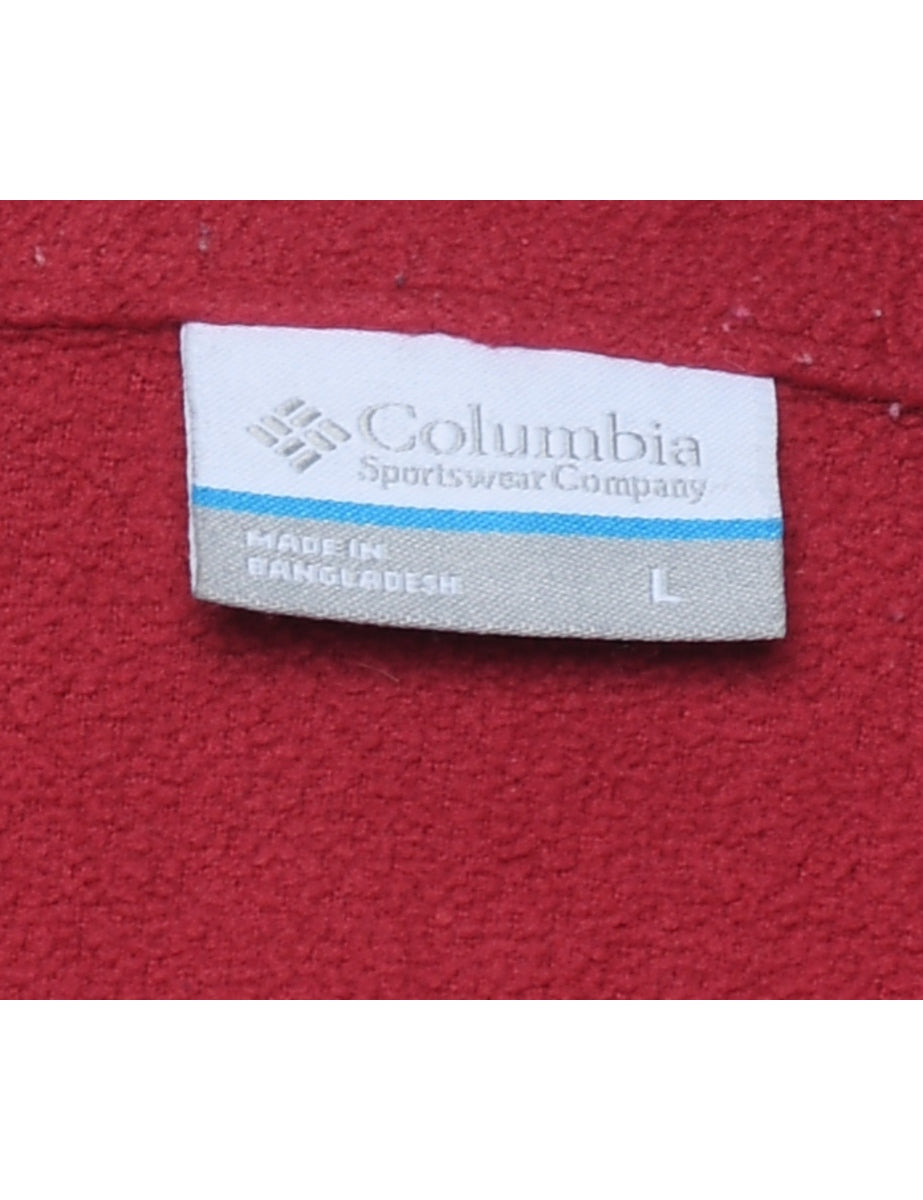 Columbia
Sportswear Company
MADE IN
BANGLADESH
L